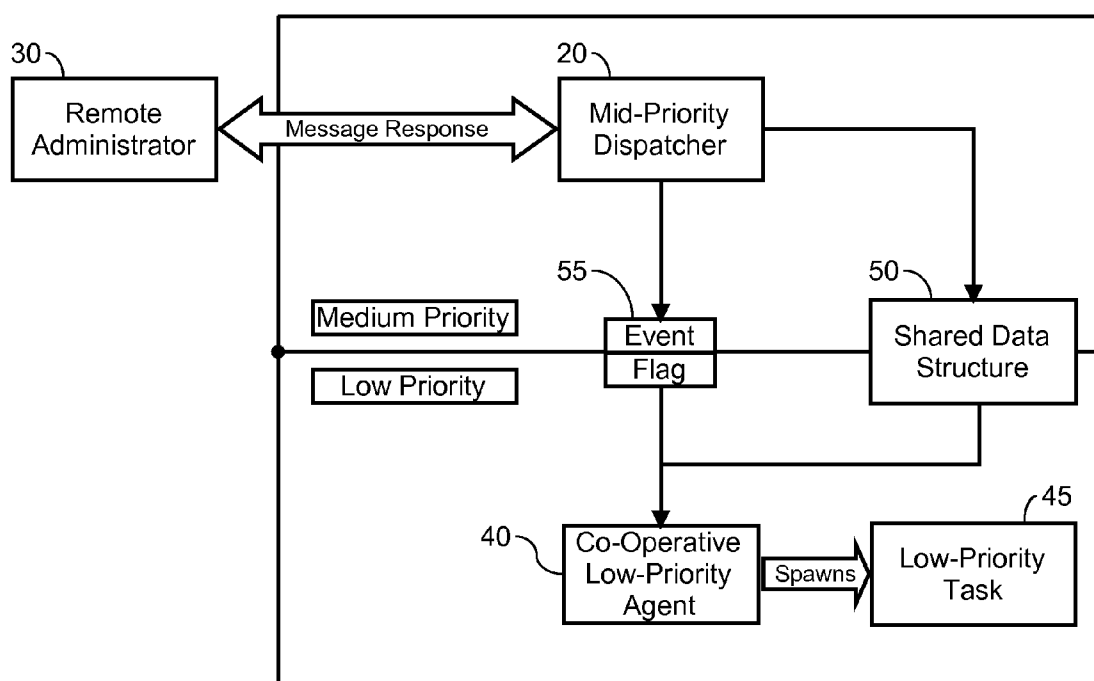 30
Remote
Administrator
Message Response
20
Mid-Priority
Dispatcher
55
Event
Flag
50
Shared Data
Structure
Medium Priority
Low Priority
40
Co-Operative
Low-Priority
Agent
Spawns
45
Low-Priority
Task